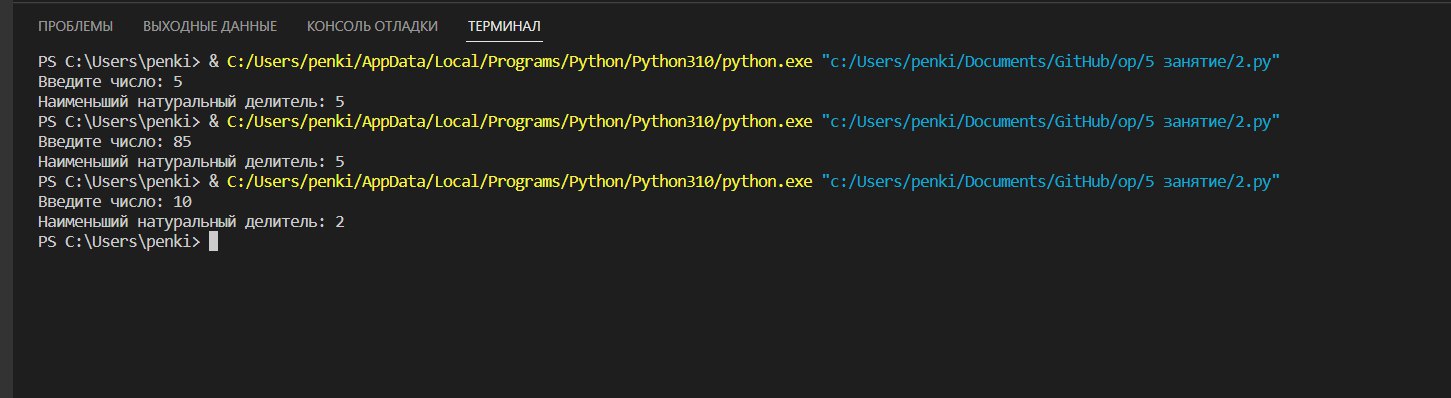 ПРОБЛЕМЫ ВЫХОДНЫЕ ДАННЫЕ КОНСОЛЬ ОТЛАДКИ ТЕРМИНАЛ
PS C:\Users\penki> & C:/Users/penki/AppData/Local/Programs/Python/Python310/python.exe "c:/Users/penki/Documents/GitHub/op/5 занятие/2.py"
Введите число: 5
Наименьший натуральный делитель: 5
PS C:\Users\penki> & C:/Users/penki/AppData/Local/Programs/Python/Python310/python.exe "c:/Users/penki/Documents/GitHub/op/5 занятие/2.py"
Введите число: 85
Наименьший натуральный делитель: 5
PS C:\Users\penki> & C:/Users/penki/AppData/Local/Programs/Python/Python310/python.exe "c:/Users/penki/Documents/GitHub/op/5 занятие/2.py"
Введите число: 10
Наименьший натуральный делитель: 2
PS C:\Users\penki>